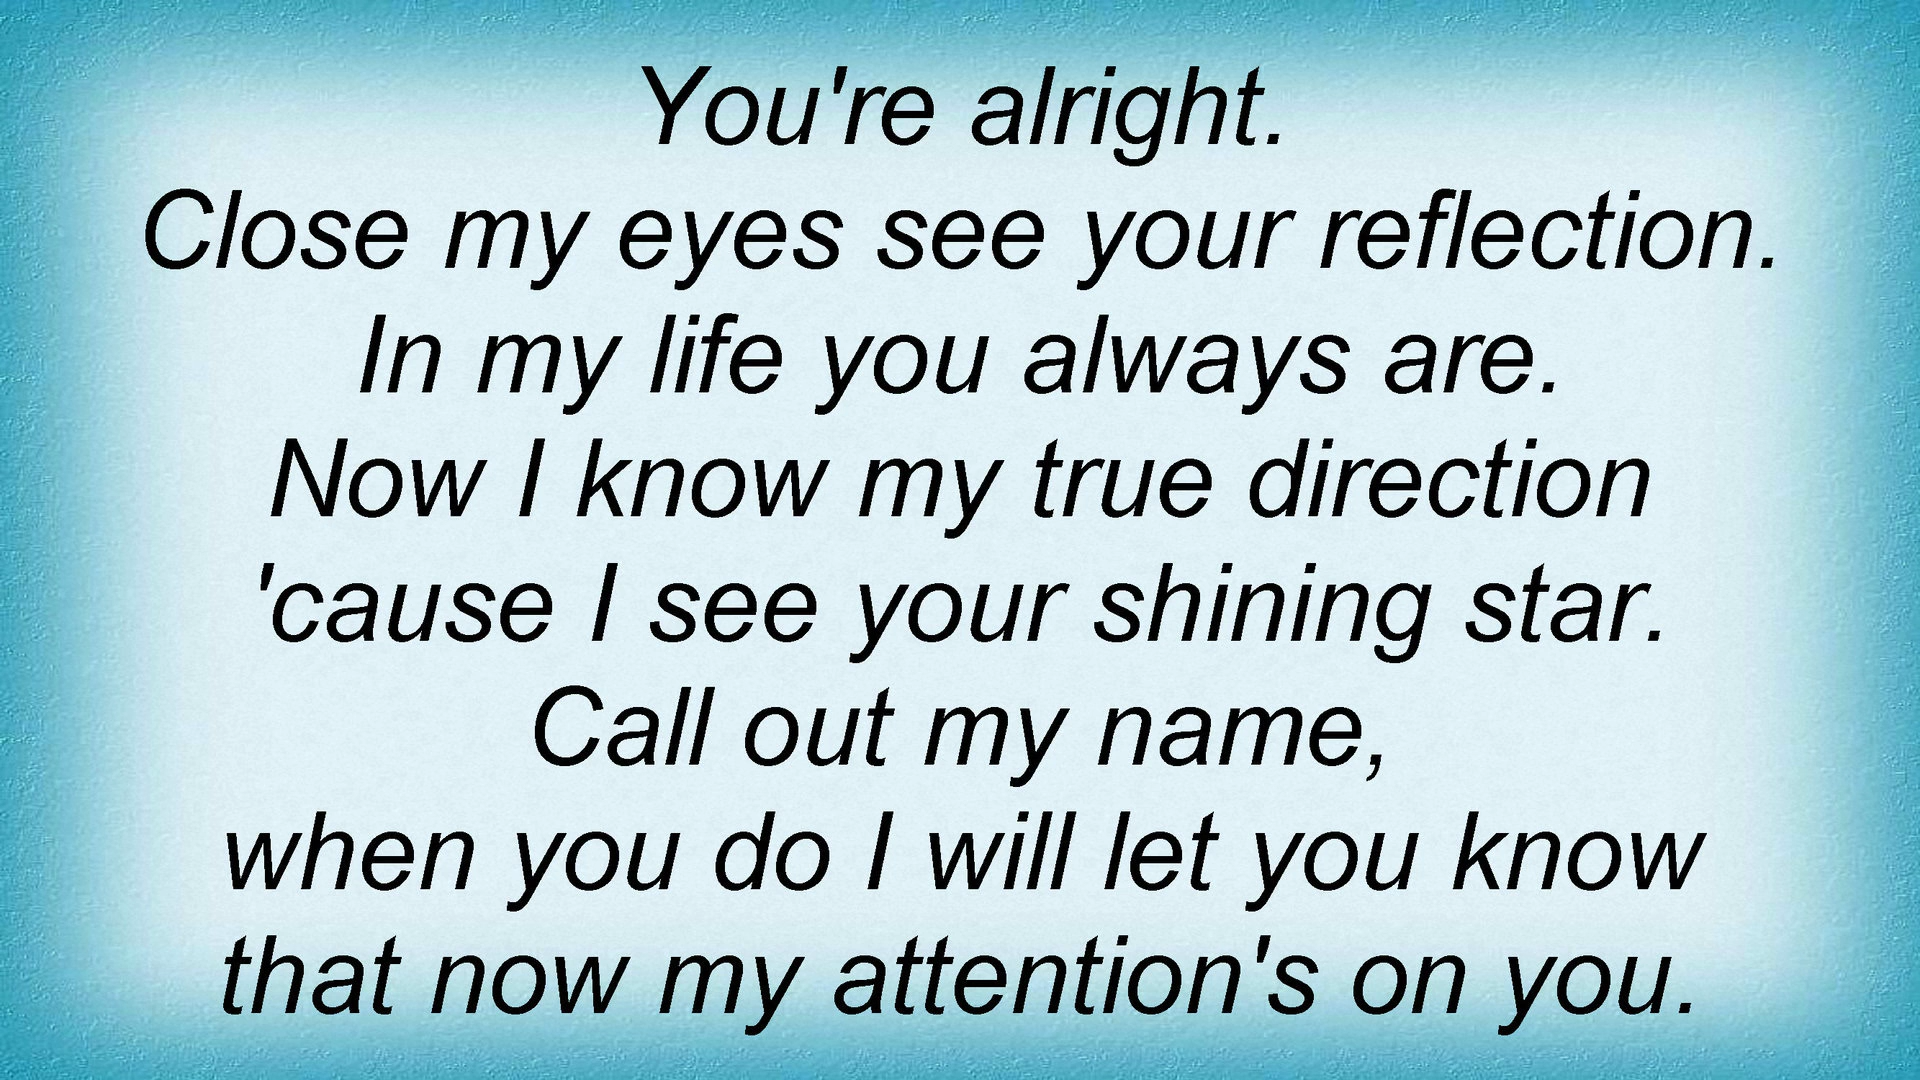 You're alright.
Close my eyes see your reflection.
In my life you always are.
Now I know my true direction
'cause I see your shining star.
Call out my name,
when you do I will let you know
that now my attention's on you.